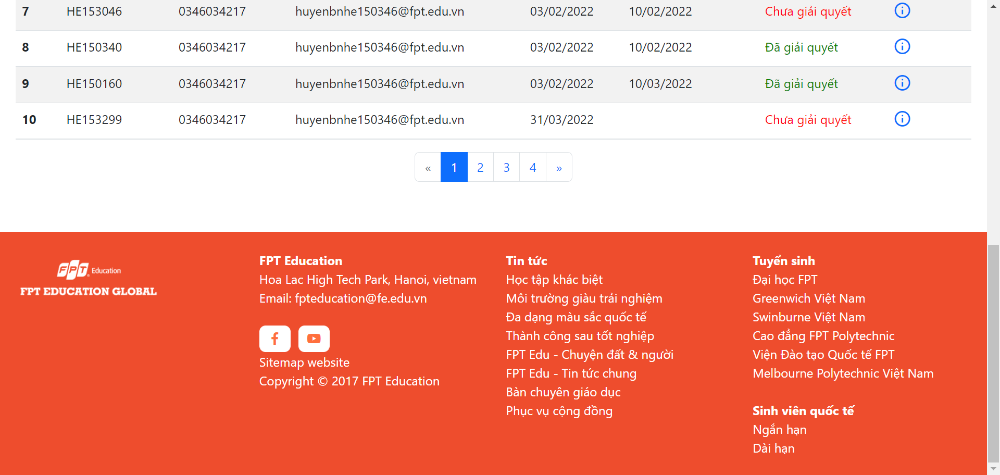 7 HE153046 0346034217 huyenbnhe150346@fpt.edu.vn 03/02/2022 10/02/2022 Chưa giải quyết
8 HE150340 0346034217 huyenbnhe150346@fpt.edu.vn 03/02/2022 10/02/2022 Đã giải quyết
9 HE150160 0346034217 huyenbnhe150346@fpt.edu.vn 03/02/2022 10/03/2022 Đã giải quyết
10 HE153299 0346034217 huyenbnhe150346@fpt.edu.vn 31/03/2022 Chưa giải quyết
« 1 2 3 4 »
FPT Education
FPT EDUCATION GLOBAL
FPT Education
Hoa Lac High Tech Park, Hanoi, vietnam
Email: fpteducation@fe.edu.vn
Sitemap website
Copyright © 2017 FPT Education
Tin tức
Học tập khác biệt
Môi trường giàu trải nghiệm
Đa dạng màu sắc quốc tế
Thành công sau tốt nghiệp
FPT Edu - Chuyện đất & người
FPT Edu - Tin tức chung
Bàn chuyên giáo dục
Phục vụ cộng đồng
Tuyển sinh
Đại học FPT
Greenwich Việt Nam
Swinburne Việt Nam
Cao đẳng FPT Polytechnic
Viện Đào tạo Quốc tế FPT
Melbourne Polytechnic Việt Nam
Sinh viên quốc tế
Ngắn hạn
Dài hạn